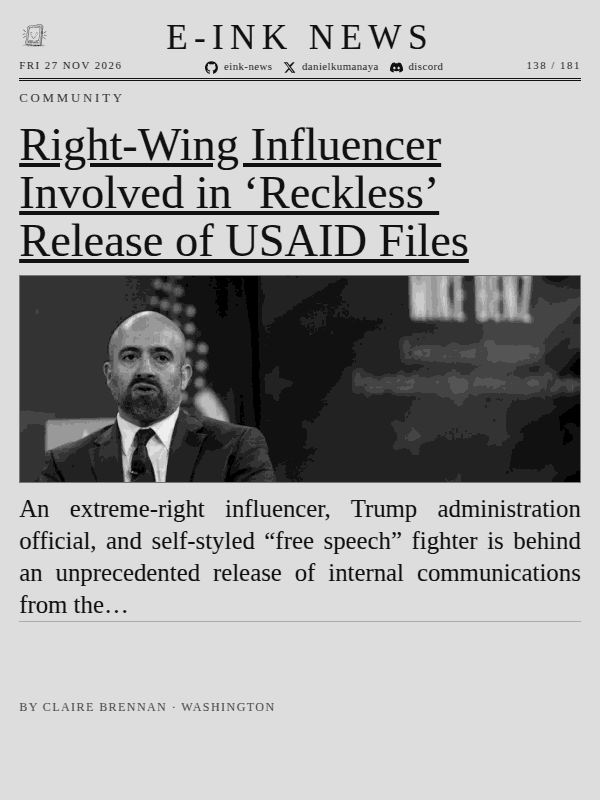 E-INK NEWS
FRI 27 NOV 2026
eink-news danielkumanaya discord
138 / 181
COMMUNITY
Right-Wing Influencer
Involved in ‘Reckless’
Release of USAID Files
MIKE BENZ
An extreme-right influencer, Trump administration
official, and self-styled “free speech” fighter is behind
an unprecedented release of internal communications
from the…
BY CLAIRE BRENNAN · WASHINGTON